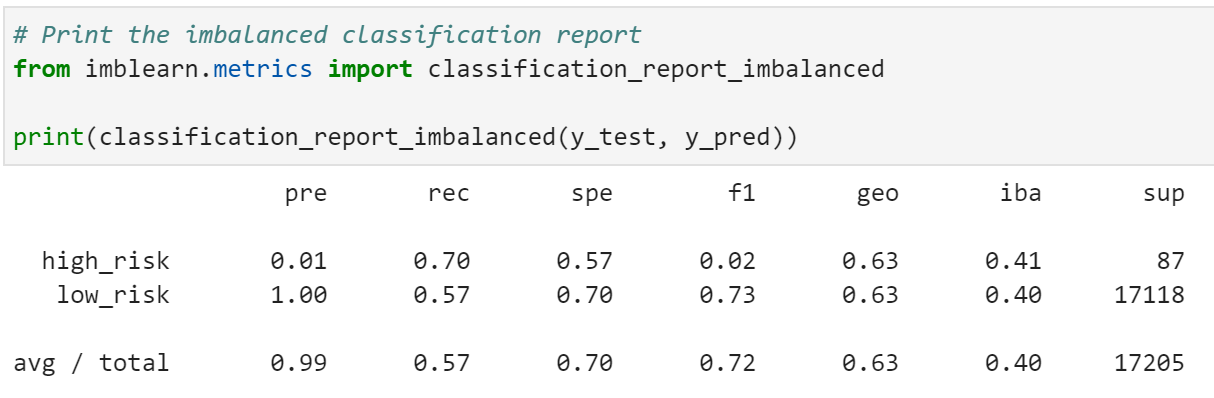 # Print the imbalanced classification report
from imblearn.metrics import classification_report_imbalanced
print(classification_report_imbalanced(y_test, y_pred))
pre rec spe f1 geo iba sup
high_risk 0.01 0.70 0.57 0.02 0.63 0.41 87
low_risk 1.00 0.57 0.70 0.73 0.63 0.40 17118
avg / total 0.99 0.57 0.70 0.72 0.63 0.40 17205